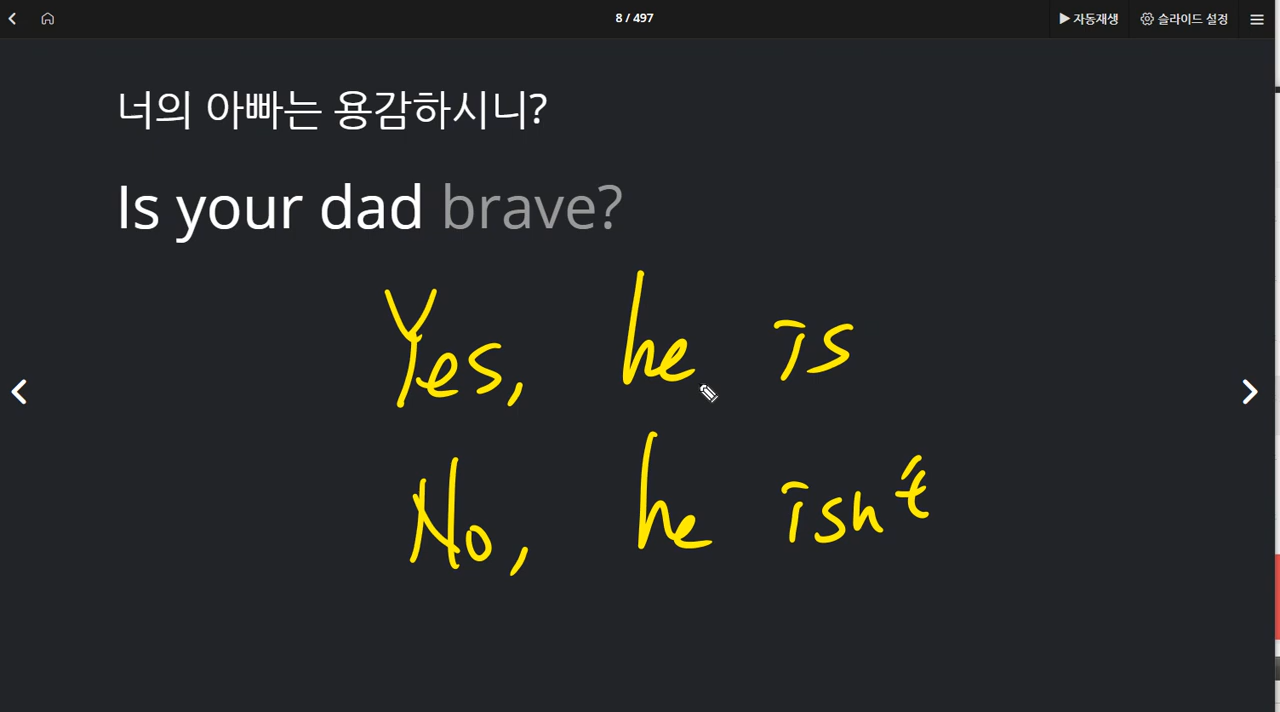 8 / 497
▶ 자동재생
슬라이드 설정
너의 아빠는 용감하시니?
Is your dad brave?
Yes, he is
No, he isn't